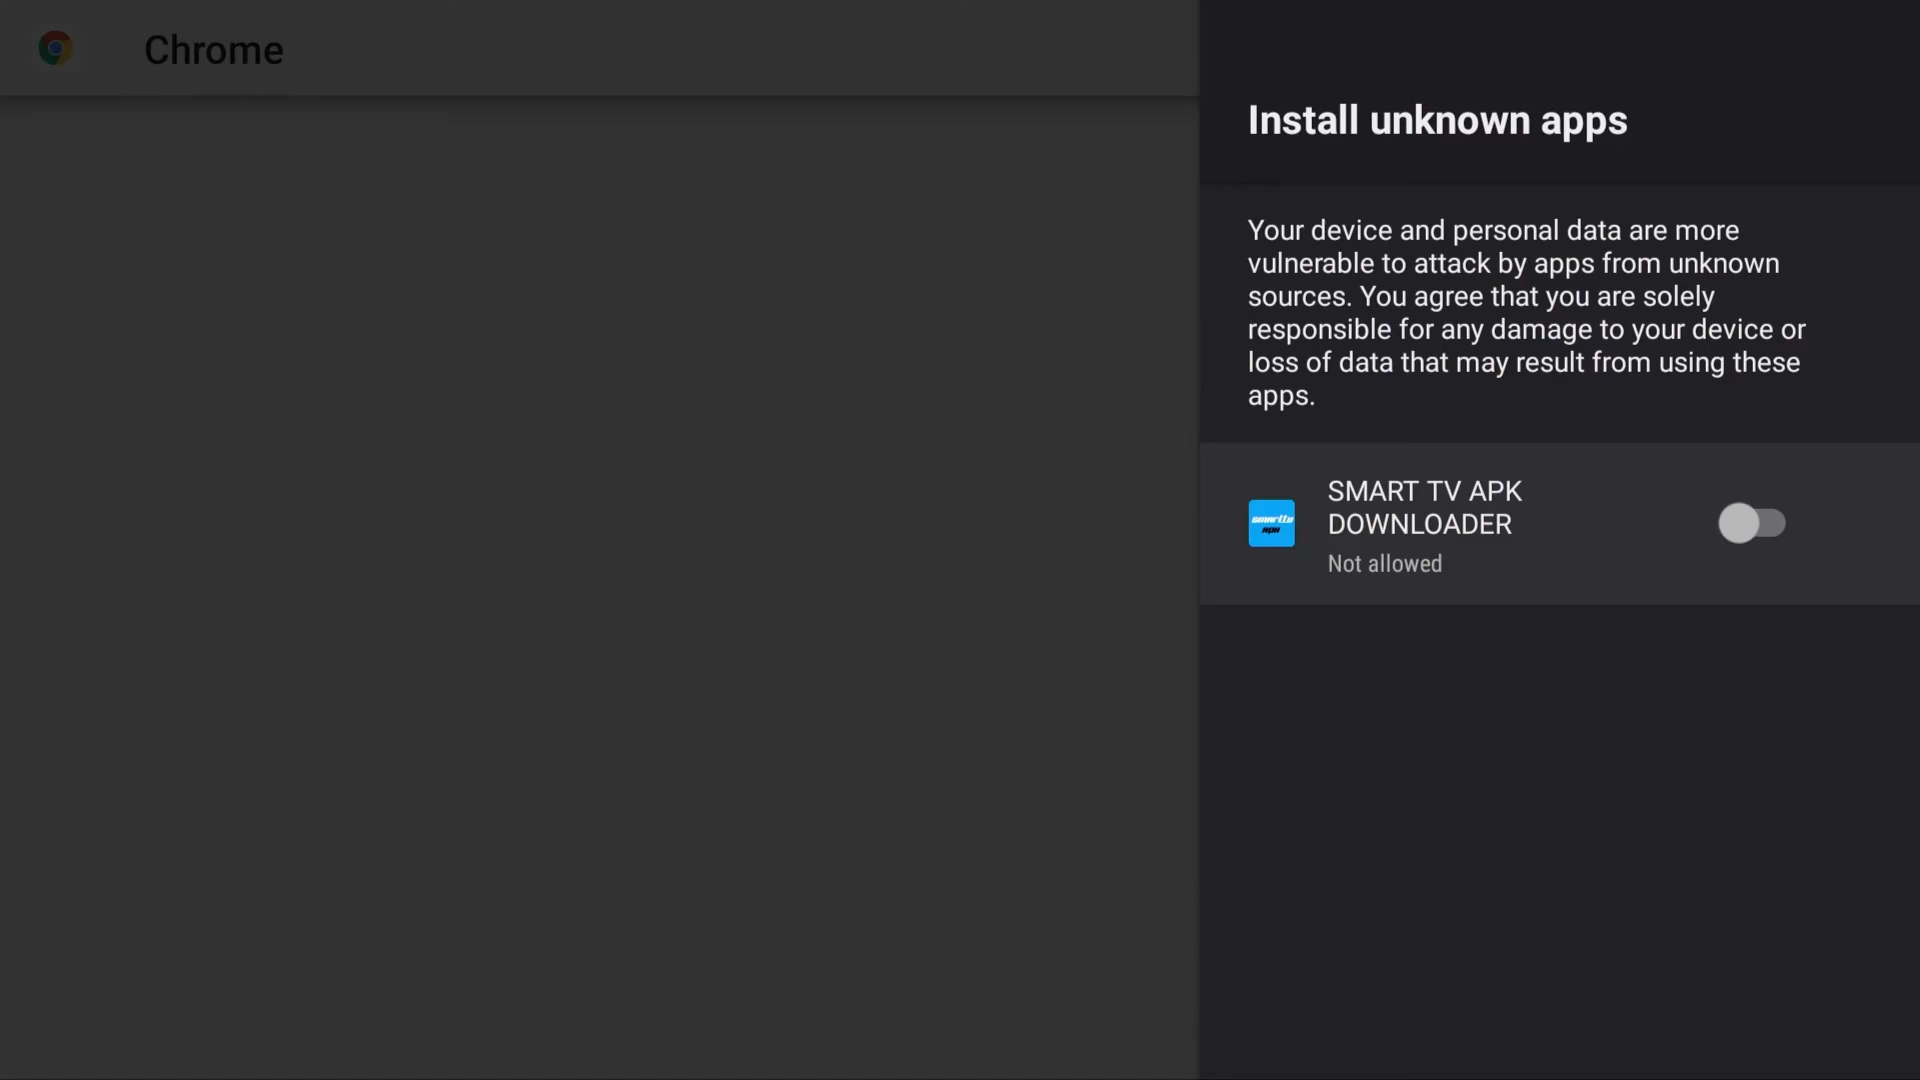 Chrome
Install unknown apps
Your device and personal data are more
vulnerable to attack by apps from unknown
sources. You agree that you are solely
responsible for any damage to your device or
loss of data that may result from using these
apps.
SMART TV APK
DOWNLOADER
Not allowed
smarttv
apk